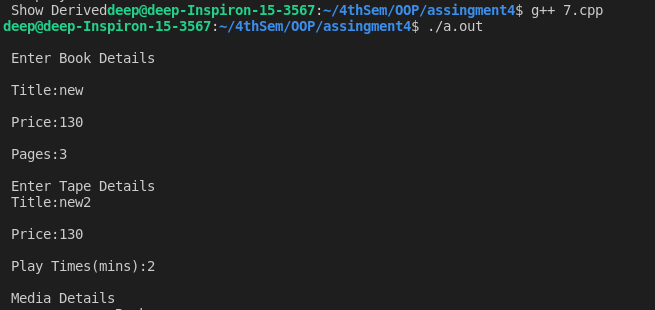 Show Deriveddeep@deep-Inspiron-15-3567:~/4thSem/OOP/assingment4$ g++ 7.cpp
deep@deep-Inspiron-15-3567:~/4thSem/OOP/assingment4$ ./a.out
Enter Book Details
Title:new
Price:130
Pages:3
Enter Tape Details
Title:new2
Price:130
Play Times(mins):2
Media Details